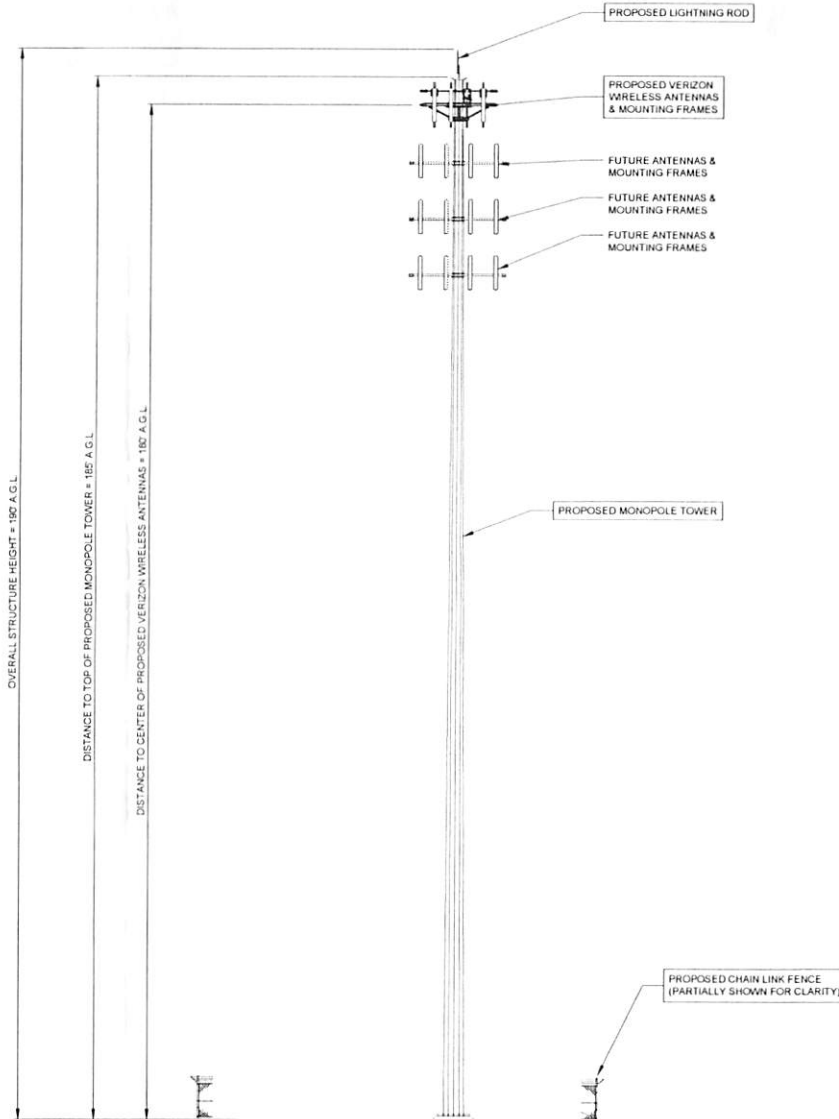 PROPOSED LIGHTNING ROD
PROPOSED VERIZON
WIRELESS ANTENNAS
& MOUNTING FRAMES
FUTURE ANTENNAS &
MOUNTING FRAMES
FUTURE ANTENNAS &
MOUNTING FRAMES
FUTURE ANTENNAS &
MOUNTING FRAMES
OVERALL STRUCTURE HEIGHT = 190' A.G.L.
DISTANCE TO TOP OF PROPOSED MONOPOLE TOWER = 185' A.G.L.
DISTANCE TO CENTER OF PROPOSED VERIZON WIRELESS ANTENNAS = 180' A.G.L.
PROPOSED MONOPOLE TOWER
PROPOSED CHAIN LINK FENCE
(PARTIALLY SHOWN FOR CLARITY)